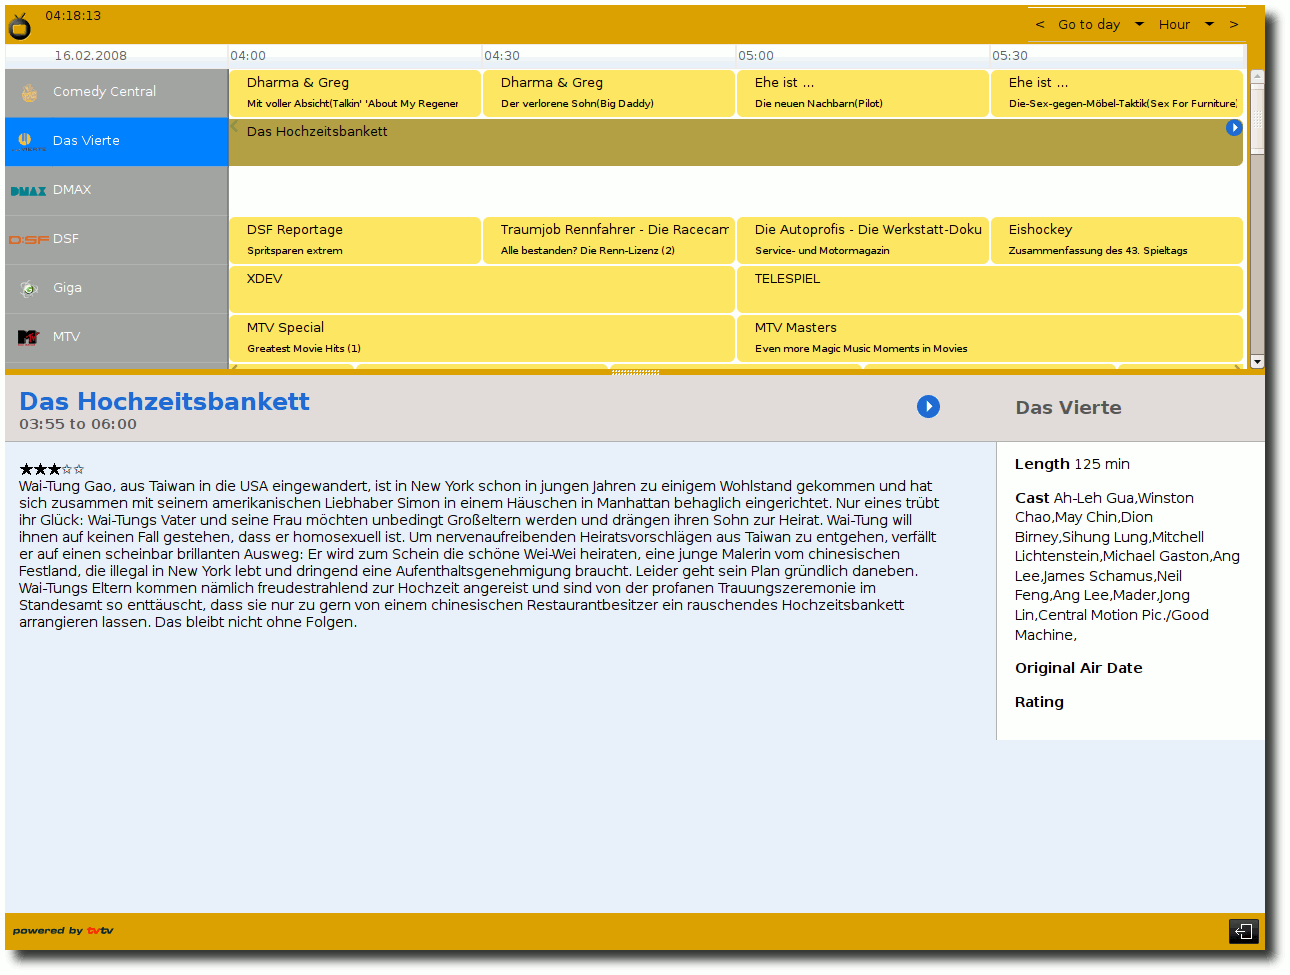 04:18:13
< Go to day Hour >
16.02.2008 04:00 04:30 05:00 05:30
Comedy Central
Dharma & Greg Dharma & Greg Ehe ist ... Ehe ist ...
Mit voller Absicht(Talkin' 'About My Regener Der verlorene Sohn(Big Daddy) Die neuen Nachbarn(Pilot) Die-Sex-gegen-Möbel-Taktik(Sex For Furniture)
Das Vierte
Das Hochzeitsbankett
DMAX DMAX
D:SF DSF
DSF Reportage Traumjob Rennfahrer - Die Racecam Die Autoprofis - Die Werkstatt-Doku Eishockey
Spritsparen extrem Alle bestanden? Die Renn-Lizenz (2) Service- und Motormagazin Zusammenfassung des 43. Spieltags
Giga
XDEV TELESPIEL
MTV
MTV Special MTV Masters
Greatest Movie Hits (1) Even more Magic Music Moments in Movies
Das Hochzeitsbankett
03:55 to 06:00
Das Vierte
★★★☆☆
Wai-Tung Gao, aus Taiwan in die USA eingewandert, ist in New York schon in jungen Jahren zu einigem Wohlstand gekommen und hat
sich zusammen mit seinem amerikanischen Liebhaber Simon in einem Häuschen in Manhattan behaglich eingerichtet. Nur eines trübt
ihr Glück: Wai-Tungs Vater und seine Frau möchten unbedingt Großeltern werden und drängen ihren Sohn zur Heirat. Wai-Tung will
ihnen auf keinen Fall gestehen, dass er homosexuell ist. Um nervenaufreibenden Heiratsvorschlägen aus Taiwan zu entgehen, verfällt
er auf einen scheinbar brillanten Ausweg: Er wird zum Schein die schöne Wei-Wei heiraten, eine junge Malerin vom chinesischen
Festland, die illegal in New York lebt und dringend eine Aufenthaltsgenehmigung braucht. Leider geht sein Plan gründlich daneben.
Wai-Tungs Eltern kommen nämlich freudestrahlend zur Hochzeit angereist und sind von der profanen Trauungszeremonie im
Standesamt so enttäuscht, dass sie nur zu gern von einem chinesischen Restaurantbesitzer ein rauschendes Hochzeitsbankett
arrangieren lassen. Das bleibt nicht ohne Folgen.
Length 125 min
Cast Ah-Leh Gua,Winston
Chao,May Chin,Dion
Birney,Sihung Lung,Mitchell
Lichtenstein,Michael Gaston,Ang
Lee,James Schamus,Neil
Feng,Ang Lee,Mader,Jong
Lin,Central Motion Pic./Good
Machine,
Original Air Date
Rating
powered by tvtv